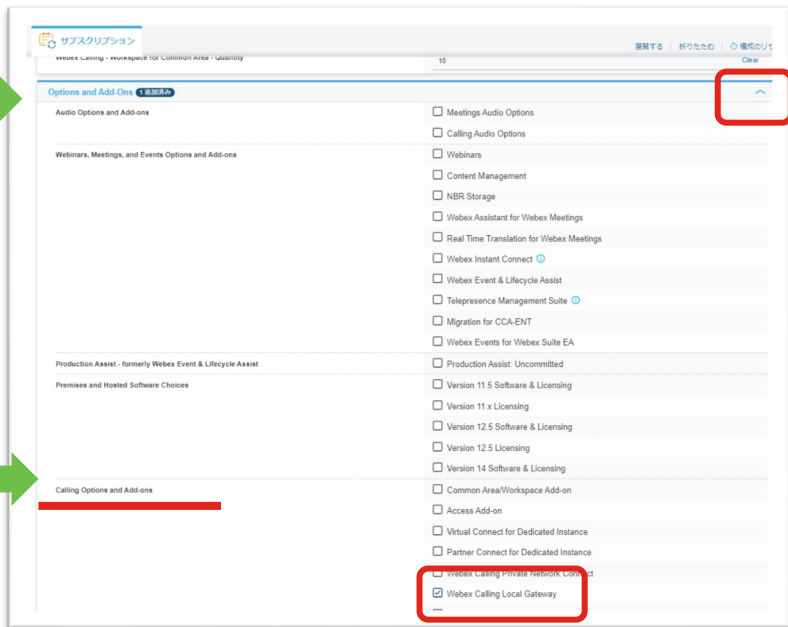 サブスクリプション
展開する | 折りたたむ | 構成のリセ
Webex Calling - Workspace for Common Area - Quantity
10
Clear
Options and Add-Ons 1 追加済み
Audio Options and Add-ons
Meetings Audio Options
Calling Audio Options
Webinars, Meetings, and Events Options and Add-ons
Webinars
Content Management
NBR Storage
Webex Assistant for Webex Meetings
Real Time Translation for Webex Meetings
Webex Instant Connect
Webex Event & Lifecycle Assist
Telepresence Management Suite
Migration for CCA-ENT
Webex Events for Webex Suite EA
Production Assist - formerly Webex Event & Lifecycle Assist
Production Assist: Uncommitted
Premises and Hosted Software Choices
Version 11.5 Software & Licensing
Version 11.x Licensing
Version 12.5 Software & Licensing
Version 12.5 Licensing
Version 14 Software & Licensing
Calling Options and Add-ons
Common Area/Workspace Add-on
Access Add-on
Virtual Connect for Dedicated Instance
Partner Connect for Dedicated Instance
Webex Calling Private Network Connect
Webex Calling Local Gateway